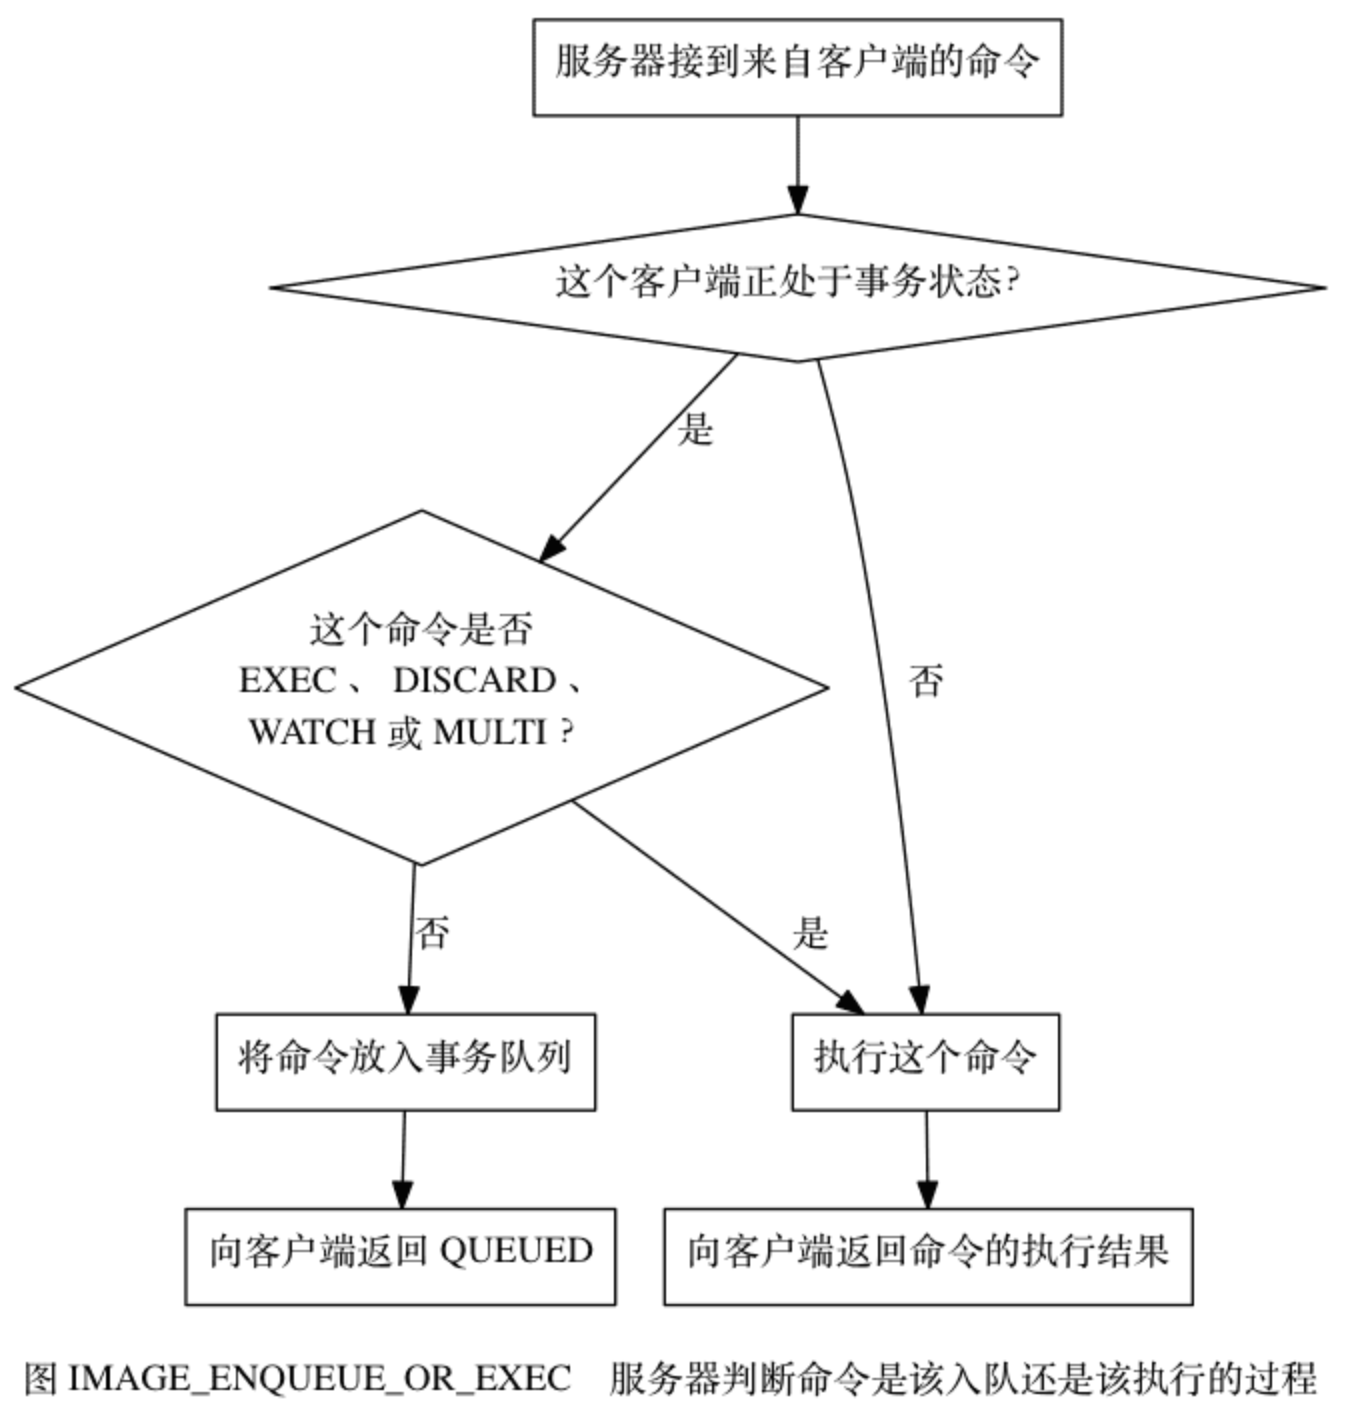 服务器接到来自客户端的命令
这个客户端正处于事务状态?
是
这个命令是否
EXEC 、 DISCARD 、
WATCH 或 MULTI ?
否
否
是
将命令放入事务队列
执行这个命令
向客户端返回 QUEUED
向客户端返回命令的执行结果
图 IMAGE_ENQUEUE_OR_EXEC 服务器判断命令是该入队还是该执行的过程